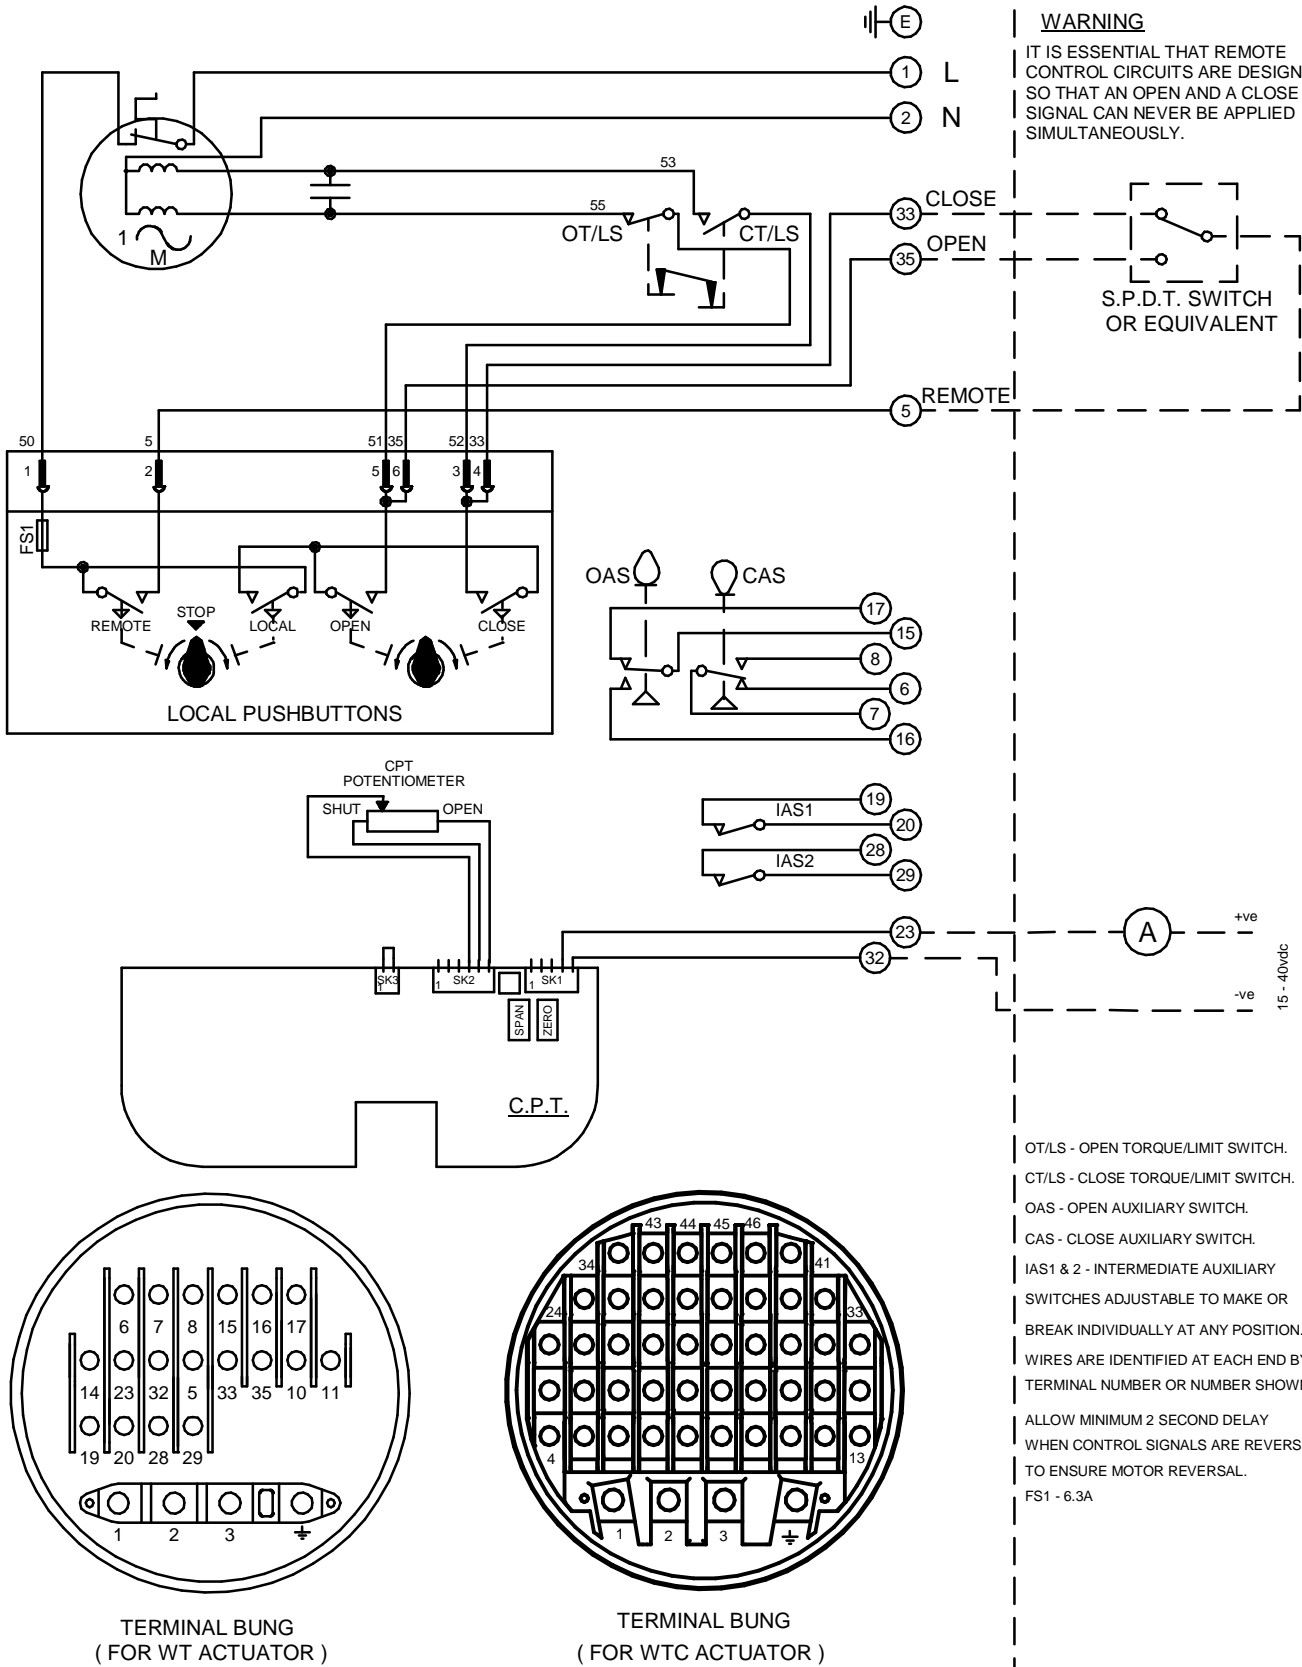 E
WARNING
IT IS ESSENTIAL THAT REMOTE
CONTROL CIRCUITS ARE DESIGN
SO THAT AN OPEN AND A CLOSE
SIGNAL CAN NEVER BE APPLIED
SIMULTANEOUSLY.
1 L
2 N
53
55
OT/LS
CT/LS
1
M
33 CLOSE
35 OPEN
S.P.D.T. SWITCH
OR EQUIVALENT
5 REMOTE
50 5 51 35 52 33
1 2 5 6 3 4
FS1
REMOTE
STOP
LOCAL
OPEN
CLOSE
LOCAL PUSHBUTTONS
OAS
CAS
17
15
8
6
7
16
CPT
POTENTIOMETER
SHUT
OPEN
IAS1
19
20
IAS2
28
29
23
32
A
+ve
-ve
15 - 40vdc
SK3
1
SK2
1
SK1
1
SPAN
ZERO
C.P.T.
OT/LS - OPEN TORQUE/LIMIT SWITCH.
CT/LS - CLOSE TORQUE/LIMIT SWITCH.
OAS - OPEN AUXILIARY SWITCH.
CAS - CLOSE AUXILIARY SWITCH.
IAS1 & 2 - INTERMEDIATE AUXILIARY
SWITCHES ADJUSTABLE TO MAKE OR
BREAK INDIVIDUALLY AT ANY POSITION.
WIRES ARE IDENTIFIED AT EACH END BY
TERMINAL NUMBER OR NUMBER SHOWN
ALLOW MINIMUM 2 SECOND DELAY
WHEN CONTROL SIGNALS ARE REVERS
TO ENSURE MOTOR REVERSAL.
FS1 - 6.3A
6 7 8 15 16 17
14 23 32 5 33 35 10 11
19 20 28 29
1 2 3
TERMINAL BUNG
( FOR WT ACTUATOR )
43 44 45 46
34 41
24 33
4 13
1 2 3
TERMINAL BUNG
( FOR WTC ACTUATOR )